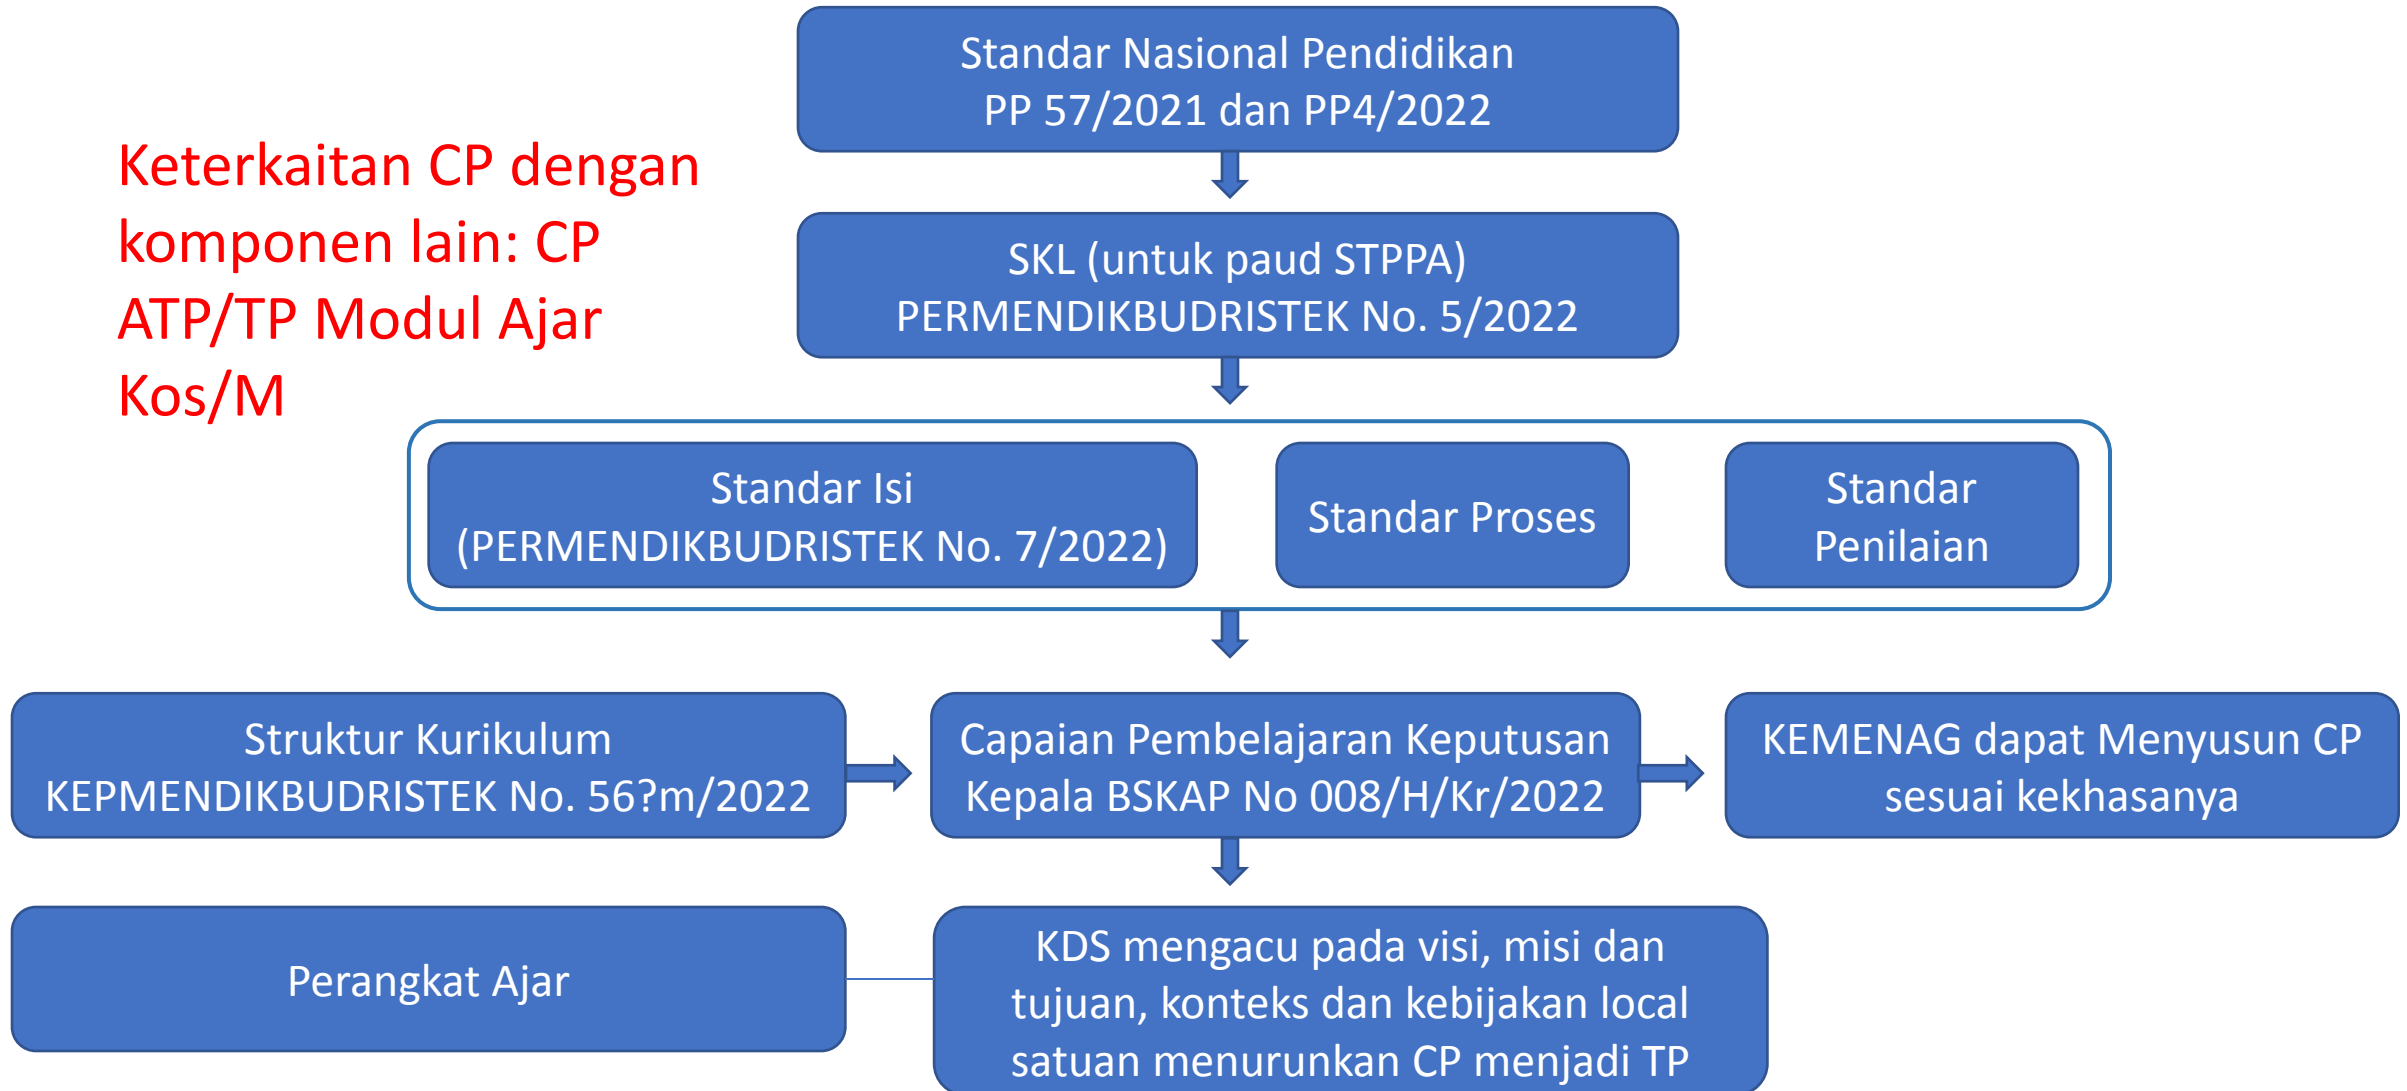 Standar Nasional Pendidikan
PP 57/2021 dan PP4/2022
Keterkaitan CP dengan
komponen lain: CP
ATP/TP Modul Ajar
Kos/M
SKL (untuk paud STPPA)
PERMENDIKBUDRISTEK No. 5/2022
Standar Isi
(PERMENDIKBUDRISTEK No. 7/2022)
Standar Proses
Standar
Penilaian
Struktur Kurikulum
KEPMENDIKBUDRISTEK No. 56?m/2022
Capaian Pembelajaran Keputusan
Kepala BSKAP No 008/H/Kr/2022
KEMENAG dapat Menyusun CP
sesuai kekhasanya
Perangkat Ajar
KDS mengacu pada visi, misi dan
tujuan, konteks dan kebijakan local
satuan menurunkan CP menjadi TP